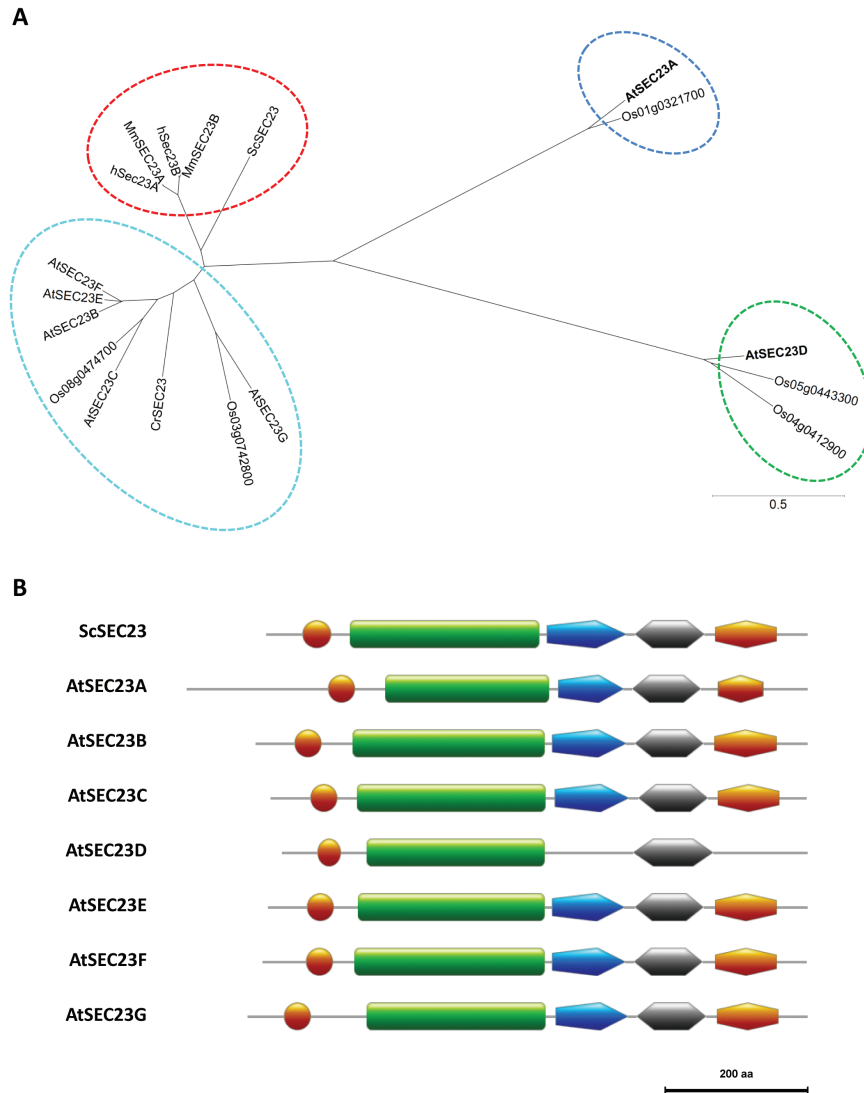 A
AtSEC23A
Os01g0321700
ScSEC23
MmSEC23B
hSec23B
MmSEC23A
hSec23A
AtSEC23F
AtSEC23E
AtSEC23B
Os08g0474700
AtSEC23C
CrSEC23
Os03g0742800
AtSEC23G
AtSEC23D
Os05g0443300
Os04g0412900
0.5
B
ScSEC23
AtSEC23A
AtSEC23B
AtSEC23C
AtSEC23D
AtSEC23E
AtSEC23F
AtSEC23G
200 aa